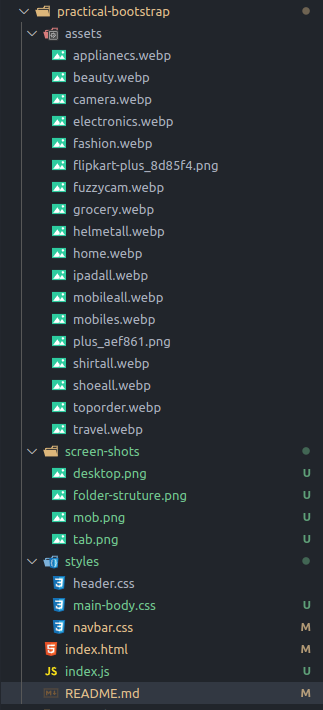 practical-bootstrap
assets
applianecs.webp
beauty.webp
camera.webp
electronics.webp
fashion.webp
flipkart-plus_8d85f4.png
fuzzycam.webp
grocery.webp
helmetall.webp
home.webp
ipadall.webp
mobileall.webp
mobiles.webp
plus_aef861.png
shirtall.webp
shoeall.webp
toporder.webp
travel.webp
screen-shots
desktop.png U
folder-struture.png U
mob.png U
tab.png U
styles
header.css
main-body.css U
navbar.css M
index.html M
JS index.js U
README.md M